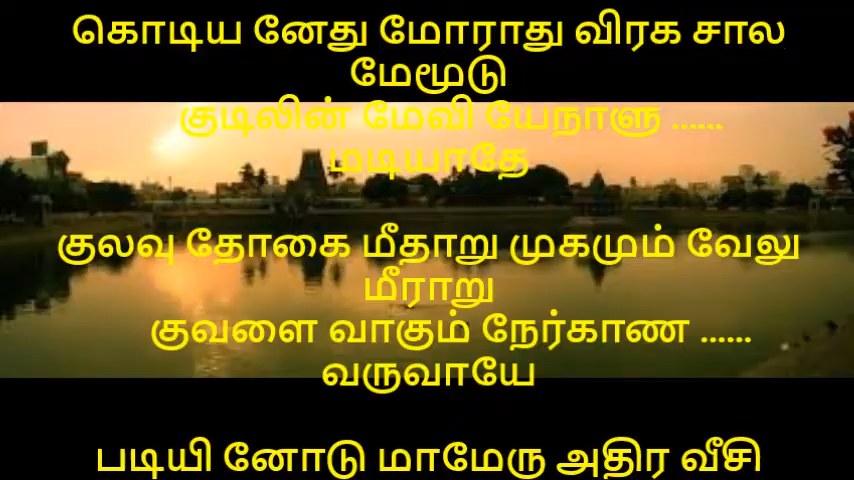 கொடிய னேது மோராது விரக சால
மேமூடு
குடிலின் மேவி யேநாளு ......
மடியாதே
குலவு தோகை மீதாறு முகமும் வேலு
மீராறு
குவளை வாகும் நேர்காண ......
வருவாயே
படியி னோடு மாமேரு அதிர வீசி